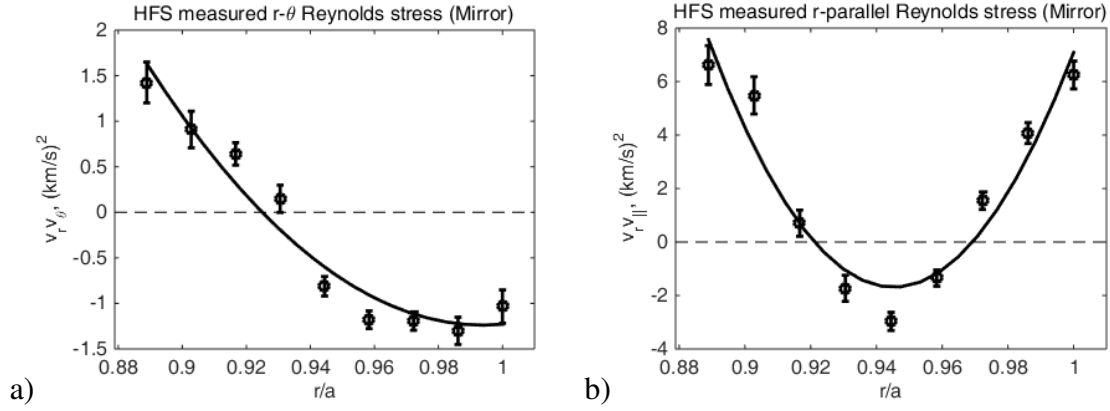 HFS measured r-θ Reynolds stress (Mirror)
2
1.5
1
0.5
0
-0.5
-1
-1.5
v_r v_θ, (km/s)^2
0.88 0.9 0.92 0.94 0.96 0.98 1
r/a
a)
HFS measured r-parallel Reynolds stress (Mirror)
8
6
4
2
0
-2
-4
v_r v_||, (km/s)^2
0.88 0.9 0.92 0.94 0.96 0.98 1
r/a
b)